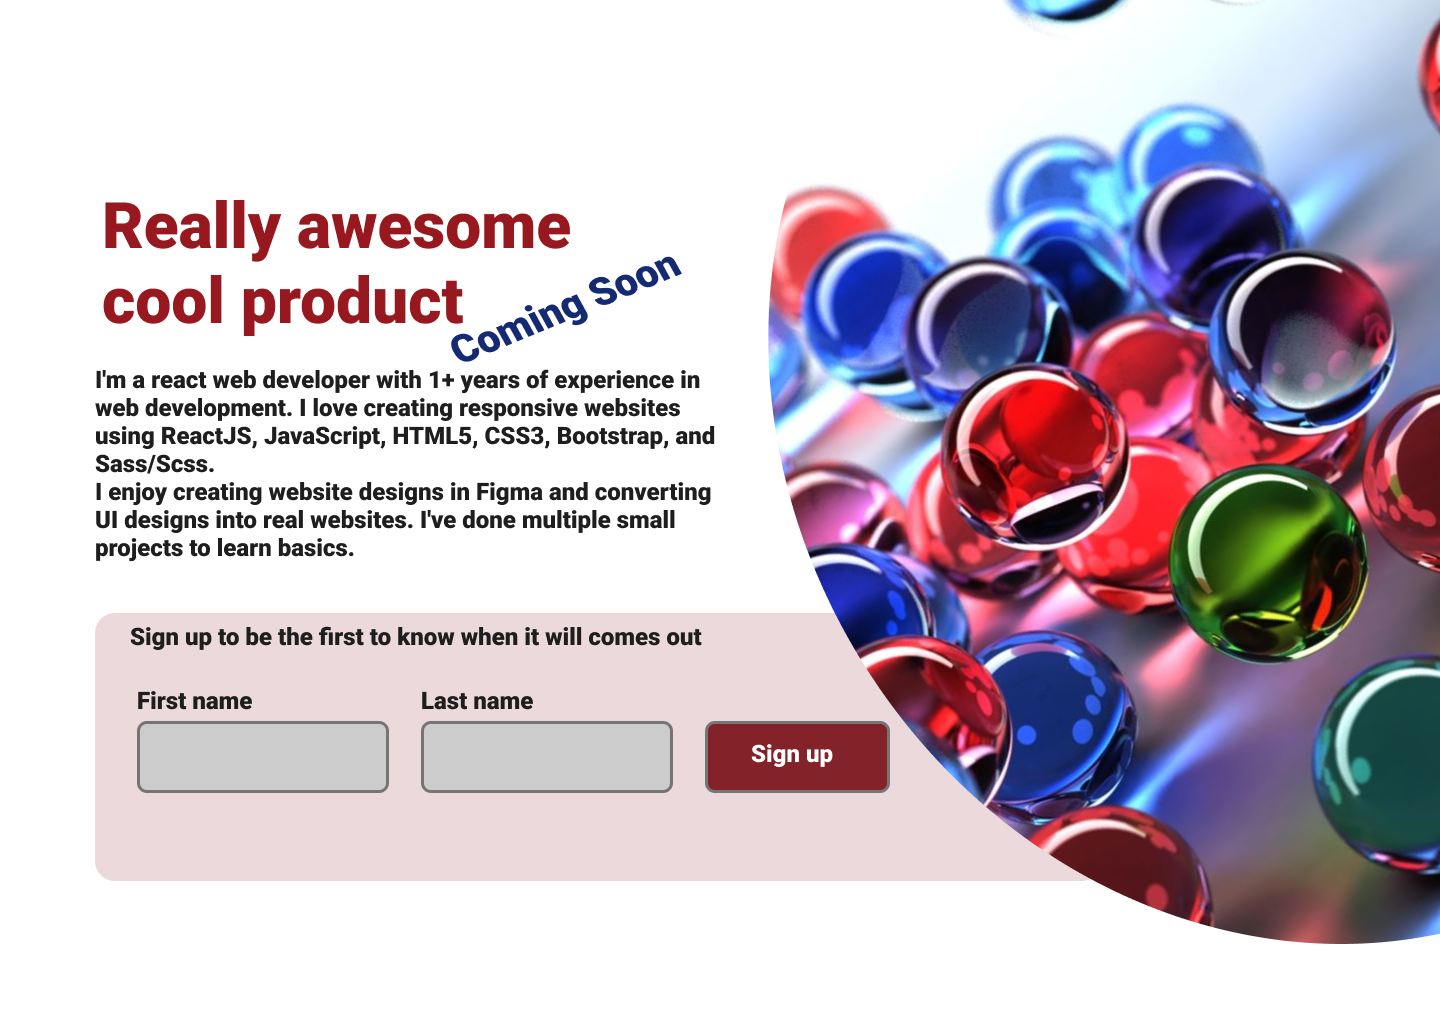 Really awesome
cool product
Coming Soon
I'm a react web developer with 1+ years of experience in
web development. I love creating responsive websites
using ReactJS, JavaScript, HTML5, CSS3, Bootstrap, and
Sass/Scss.
I enjoy creating website designs in Figma and converting
UI designs into real websites. I've done multiple small
projects to learn basics.
Sign up to be the first to know when it will comes out
First name
Last name
Sign up